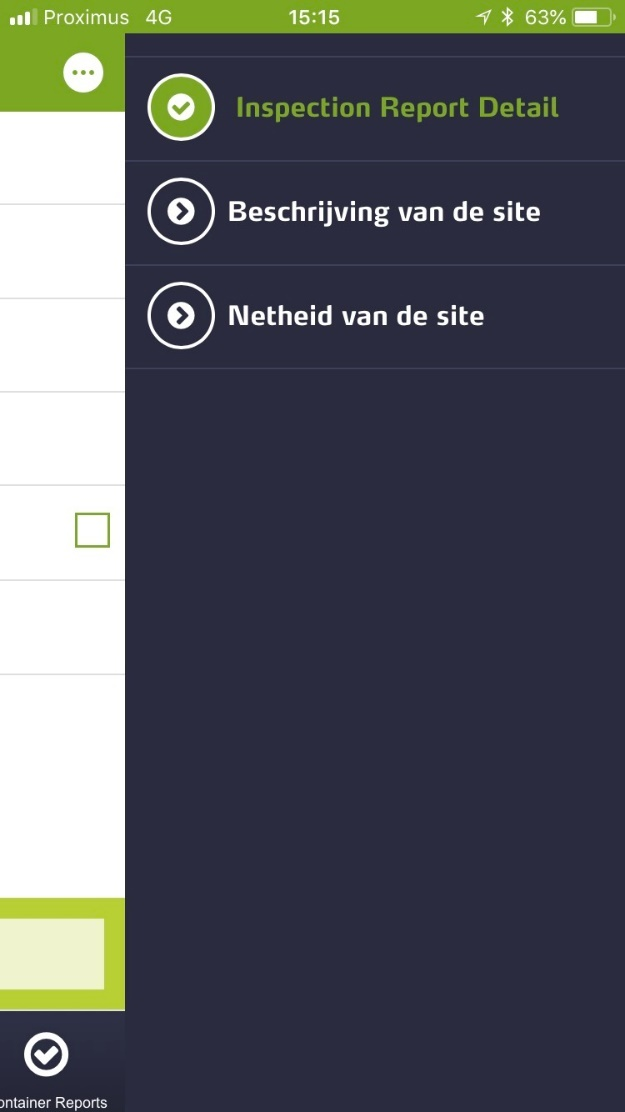 Proximus 4G 15:15 63%
Inspection Report Detail
Beschrijving van de site
Netheid van de site
ontainer Reports